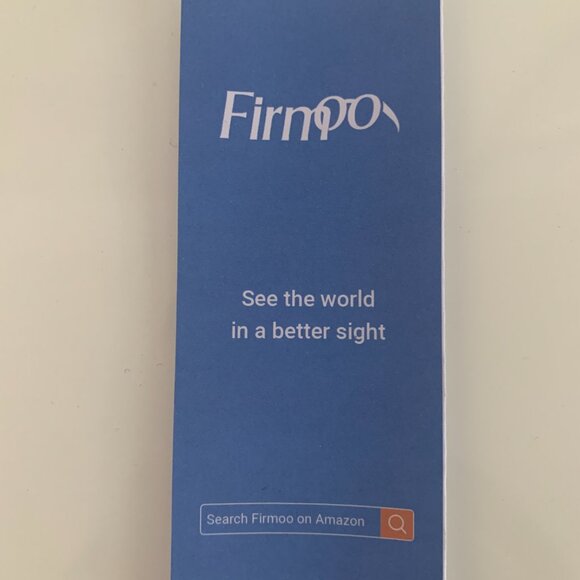 Firmoo
See the world
in a better sight
Search Firmoo on Amazon